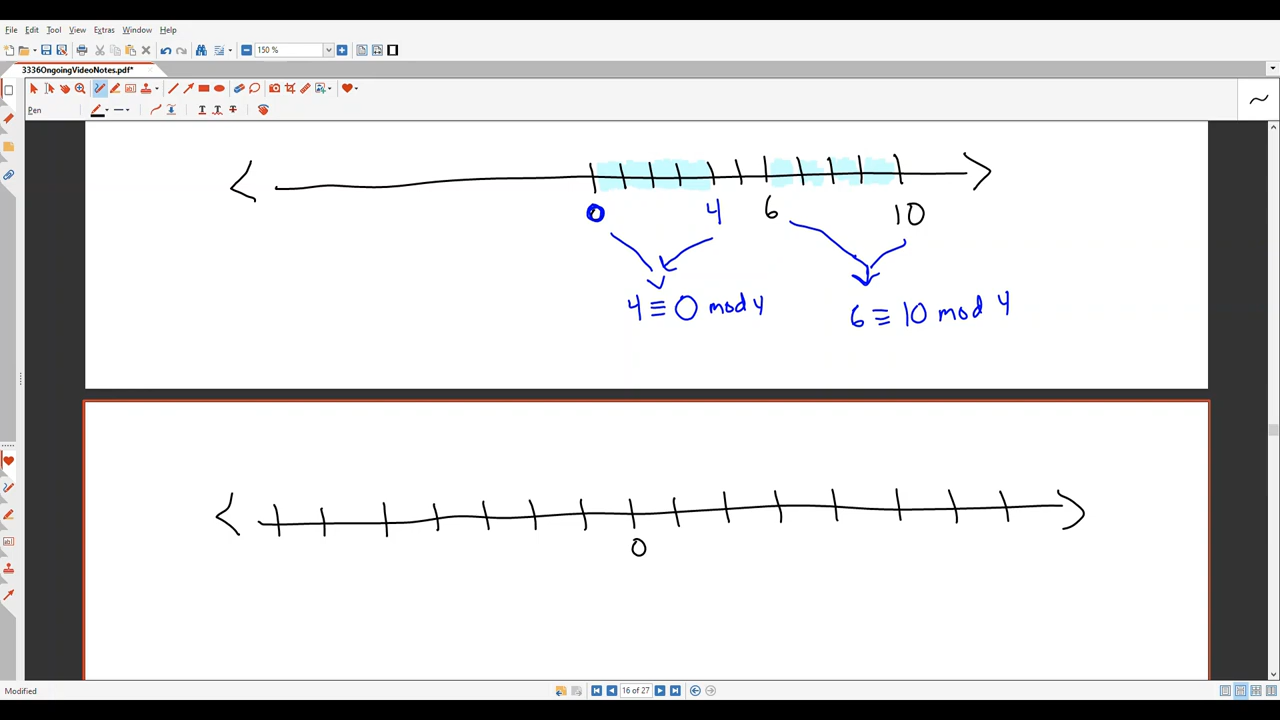 File Edit Tool View Extras Window Help
150 %
3336OngoingVideoNotes.pdf*
Pen
0 4 6 10
4 ≡ 0 mod 4 6 ≡ 10 mod 4
0
Modified 16 of 27